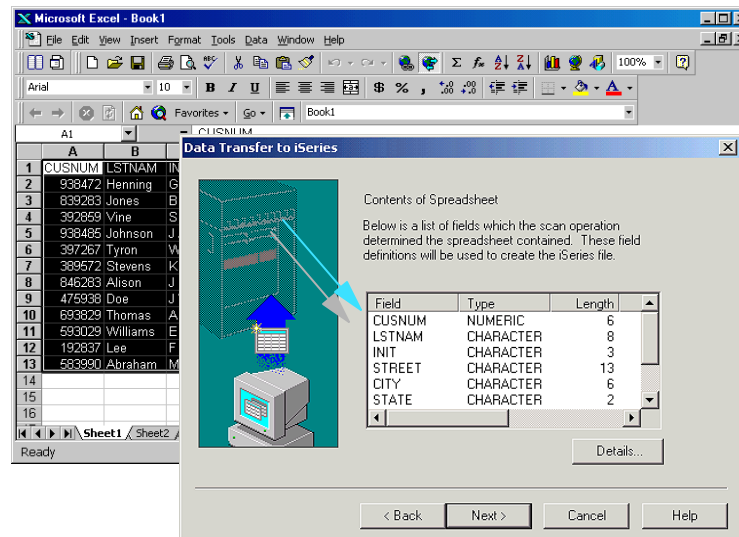 Microsoft Excel - Book1
File Edit View Insert Format Tools Data Window Help
100%
Arial 10 B I U $ % , .00
Favorites Go Book1
A1 CUSNUM
A B
1 CUSNUM LSTNAM IN
2 938472 Henning G
3 839283 Jones B
4 392859 Vine S
5 938485 Johnson J
6 397267 Tyron W
7 389572 Stevens K
8 846283 Alison J
9 475938 Doe J
10 693829 Thomas A
11 593029 Williams E
12 192837 Lee F
13 583990 Abraham M
14
15
16
Sheet1 Sheet2
Ready
Data Transfer to iSeries
Contents of Spreadsheet
Below is a list of fields which the scan operation
determined the spreadsheet contained. These field
definitions will be used to create the iSeries file.
Field Type Length
CUSNUM NUMERIC 6
LSTNAM CHARACTER 8
INIT CHARACTER 3
STREET CHARACTER 13
CITY CHARACTER 6
STATE CHARACTER 2
Details...
< Back Next > Cancel Help